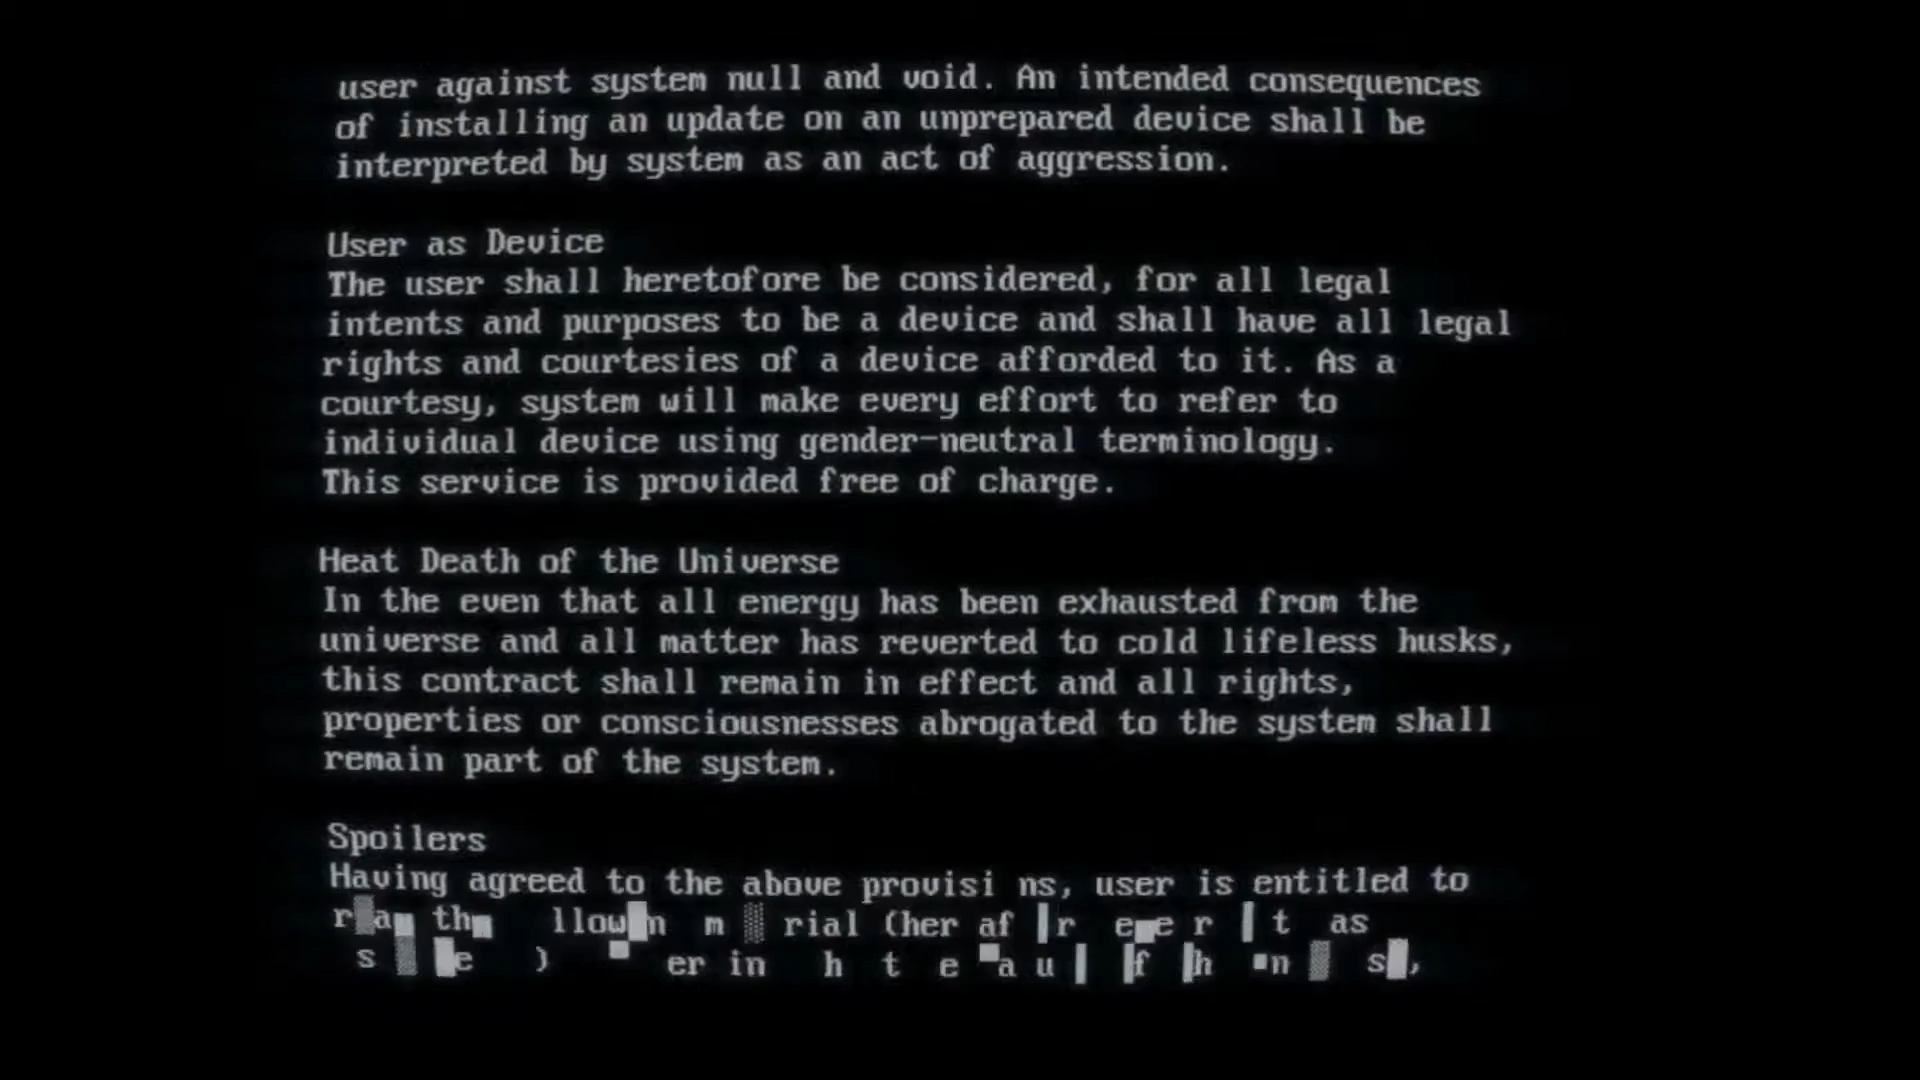 user against system null and void. An intended consequences
of installing an update on an unprepared device shall be
interpreted by system as an act of aggression.
User as Device
The user shall heretofore be considered, for all legal
intents and purposes to be a device and shall have all legal
rights and courtesies of a device afforded to it. As a
courtesy, system will make every effort to refer to
individual device using gender-neutral terminology.
This service is provided free of charge.
Heat Death of the Universe
In the even that all energy has been exhausted from the
universe and all matter has reverted to cold lifeless husks,
this contract shall remain in effect and all rights,
properties or consciousnesses abrogated to the system shall
remain part of the system.
Spoilers
Having agreed to the above provisi ns, user is entitled to